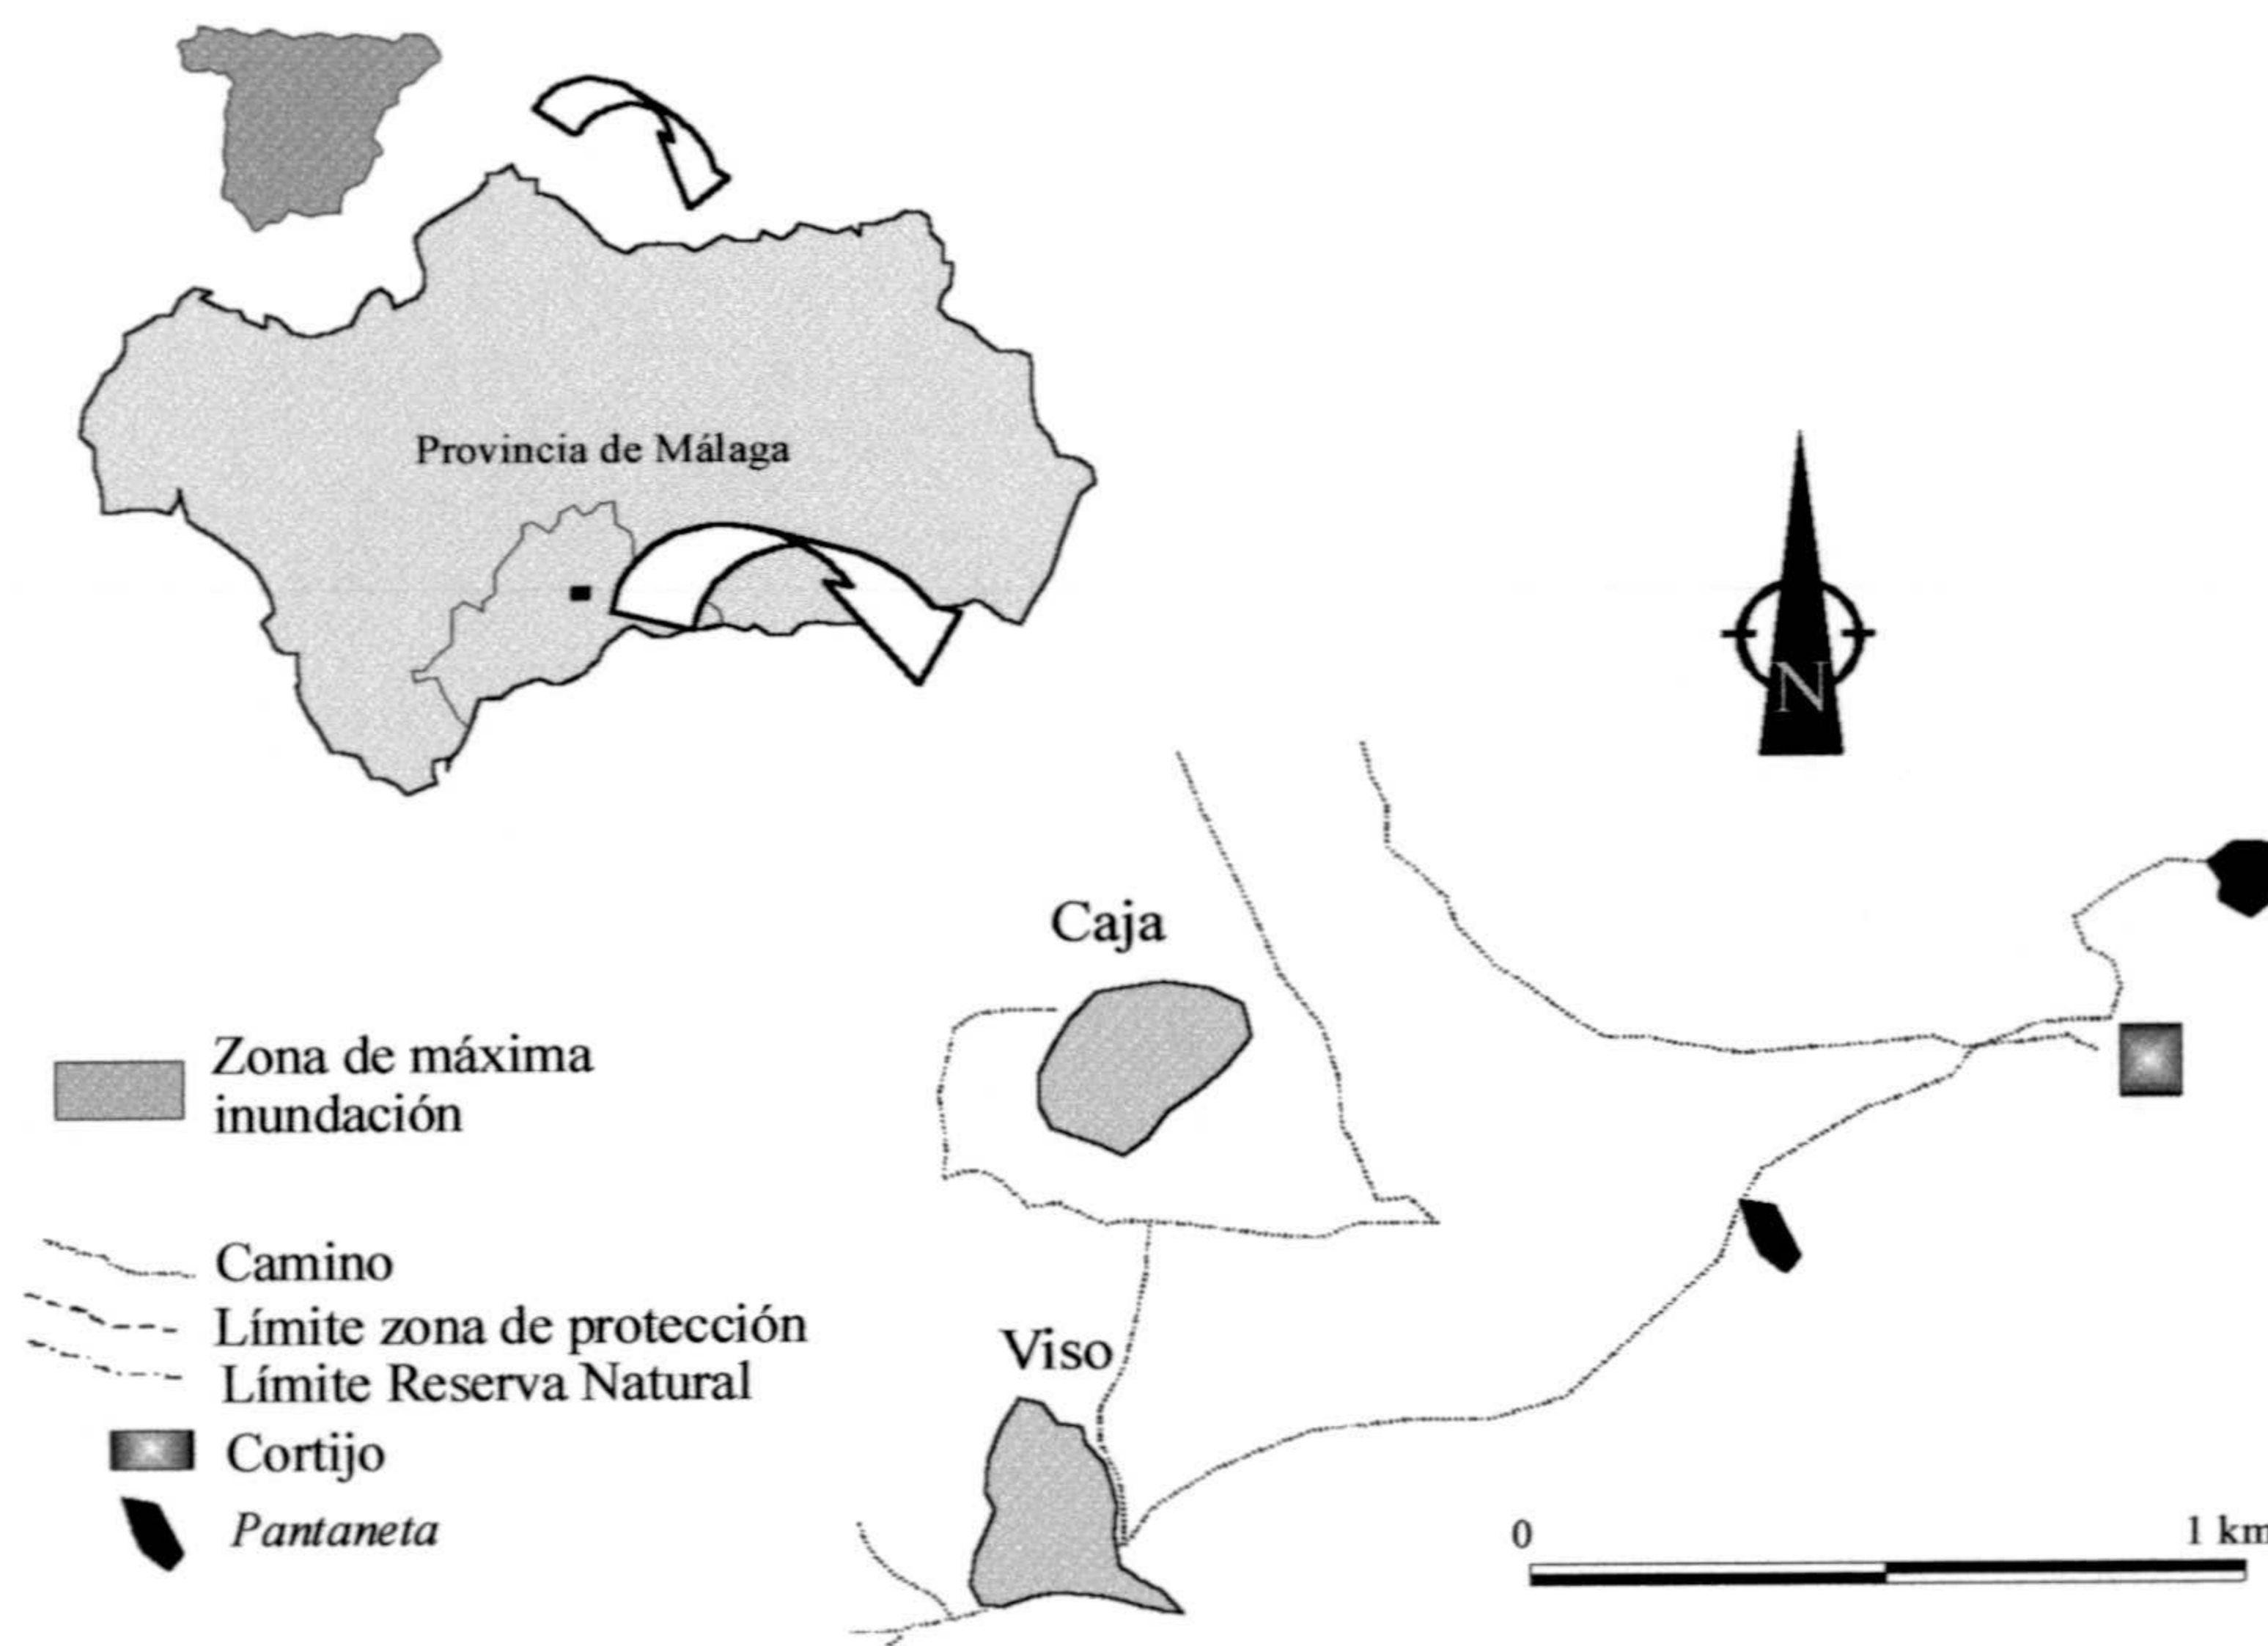 Provincia de Málaga
N
Caja
Zona de máxima
inundación
Camino
Límite zona de protección
Límite Reserva Natural
Cortijo
Pantaneta
Viso
0
1 km